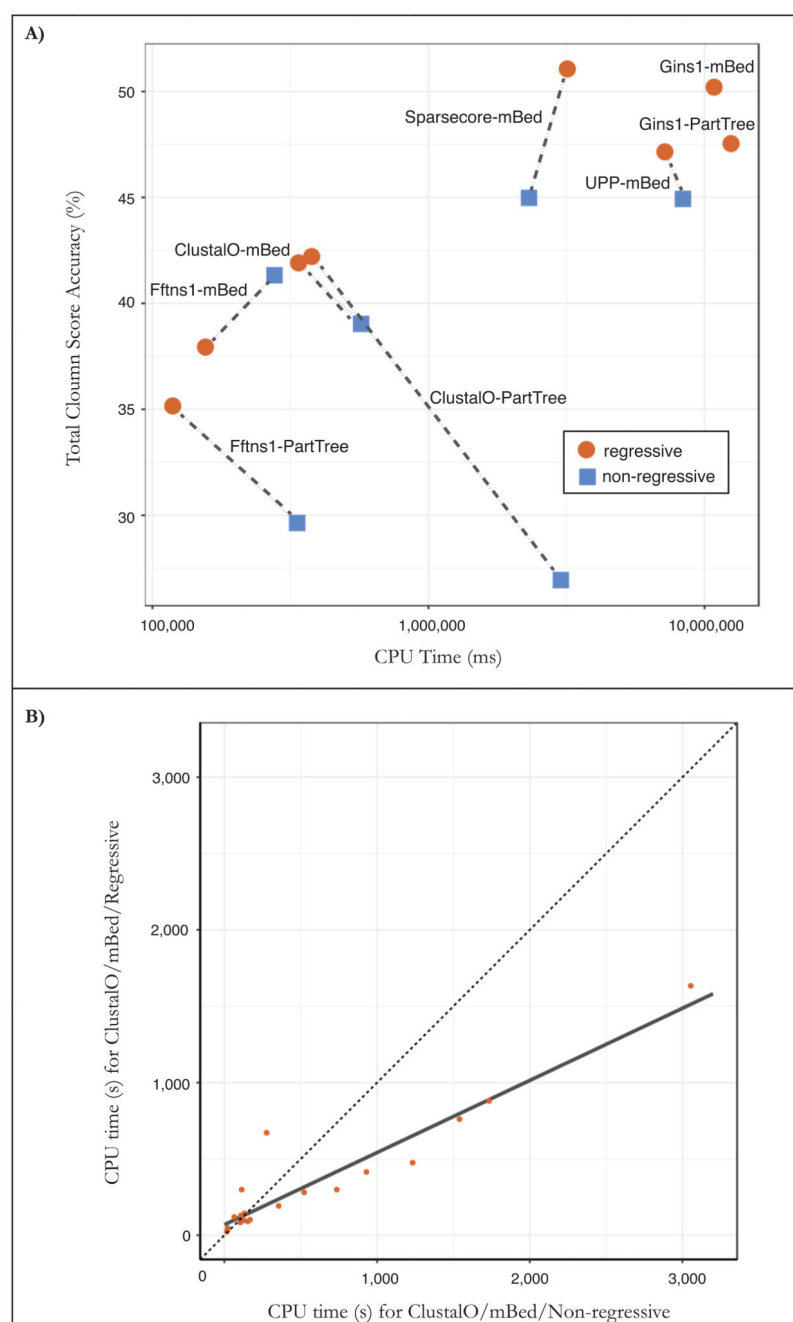 A)
Total Cloumn Score Accuracy (%)
50
45
40
35
30
Gins1-mBed
Sparsecore-mBed
Gins1-PartTree
UPP-mBed
ClustalO-mBed
Fftns1-mBed
ClustalO-PartTree
Fftns1-PartTree
regressive
non-regressive
100,000
1,000,000
10,000,000
CPU Time (ms)
B)
CPU time (s) for ClustalO/mBed/Regressive
3,000
2,000
1,000
0
0
1,000
2,000
3,000
CPU time (s) for ClustalO/mBed/Non-regressive